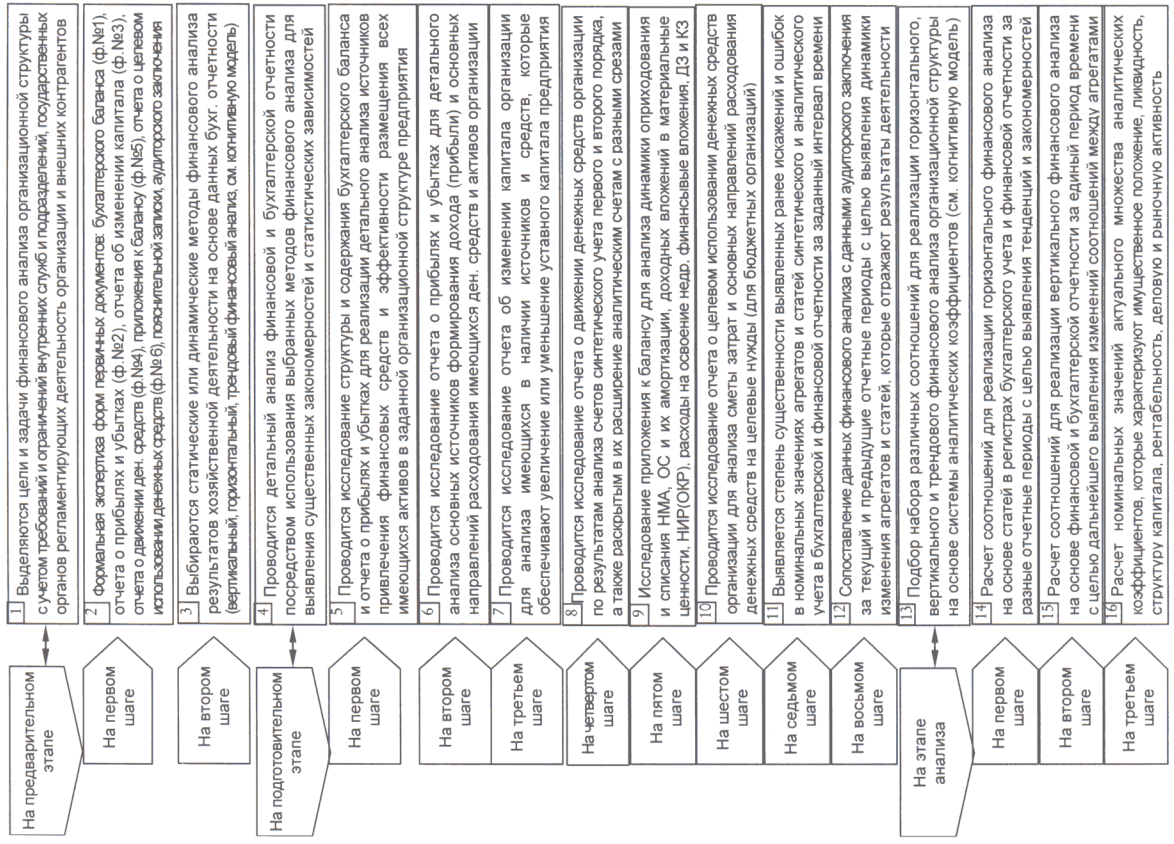 На предварительном
этапе
1 Выделяются цели и задачи финансового анализа организационной структуры
с учетом требований и ограничений внутренних служб и подразделений, государственных
органов регламентирующих деятельность организации и внешних контрагентов
На первом
шаге
2 Формальная экспертиза форм первичных документов: бухгалтерского баланса (ф.№1),
отчета о прибылях и убытках (ф.№2), отчета об изменении капитала (ф.№3),
отчета о движении ден. средств (ф.№4), приложения к балансу (ф.№5), отчета о целевом
использовании денежных средств (ф.№ 6), пояснительной записки, аудиторского заключения
На втором
шаге
3 Выбираются статические или динамические методы финансового анализа
результатов хозяйственной деятельности на основе данных бухг. отчетности
(вертикальный, горизонтальный, трендовый финансовый анализ, см. когнитивную модель)
На подготовительном
этапе
4 Проводится детальный анализ финансовой и бухгалтерской отчетности
посредством использования выбранных методов финансового анализа для
выявления существенных закономерностей и статистических зависимостей
На первом
шаге
5 Проводится исследование структуры и содержания бухгалтерского баланса
и отчета о прибылях и убытках для реализации детального анализа источников
привлечения финансовых средств и эффективности размещения всех
имеющихся активов в заданной организационной структуре предприятия
На втором
шаге
6 Проводится исследование отчета о прибылях и убытках для детального
анализа основных источников формирования дохода (прибыли) и основных
направлений расходования имеющихся ден. средств и активов организации
На третьем
шаге
7 Проводится исследование отчета об изменении капитала организации
для анализа имеющихся в наличии источников и средств, которые
обеспечивают увеличение или уменьшение уставного капитала предприятия
На четвертом
шаге
8 Проводится исследование отчета о движении денежных средств организации
по результатам анализа счетов синтетического учета первого и второго порядка,
а также раскрытым в их расширение аналитическим счетам с разными срезами
На пятом
шаге
9 Исследование приложения к балансу для анализа динамики оприходования
и списания НМА, ОС и их амортизации, доходных вложений в материальные
ценности, НИР(ОКР), расходы на освоение недр, финансывые вложения, ДЗ и КЗ
На шестом
шаге
10 Проводится исследование отчета о целевом использовании денежных средств
организации для анализа сметы затрат и основных направлений расходования
денежных средств на целевые нужды (для бюджетных организаций)
На седьмом
шаге
11 Выявляется степень существенности выявленных ранее искажений и ошибок
в номинальных значениях агрегатов и статей синтетического и аналитического
учета в бухгалтерской и финансовой отчетности за заданный интервал времени
На восьмом
шаге
12 Сопоставление данных финансового анализа с данными аудиторского заключения
за текущий и предыдущие отчетные периоды с целью выявления динамики
изменения агрегатов и статей, которые отражают результаты деятельности
На этапе
анализа
13 Подбор набора различных соотношений для реализации горизонтального,
вертикального и трендового финансового анализа организационной структуры
на основе системы аналитических коэффициентов (см. когнитивную модель)
На первом
шаге
14 Расчет соотношений для реализации горизонтального финансового анализа
на основе статей в регистрах бухгалтерского учета и финансовой отчетности за
разные отчетные периоды с целью выявления тенденций и закономерностей
На втором
шаге
15 Расчет соотношений для реализации вертикального финансового анализа
на основе финансовой и бухгалтерской отчетности за единый период времени
с целью дальнейшего выявления изменений соотношений между агрегатами
На третьем
шаге
16 Расчет номинальных значений актуального множества аналитических
коэффициентов, которые характеризуют имущественное положение, ликвидность,
структуру капитала, рентабельность, деловую и рыночную активность